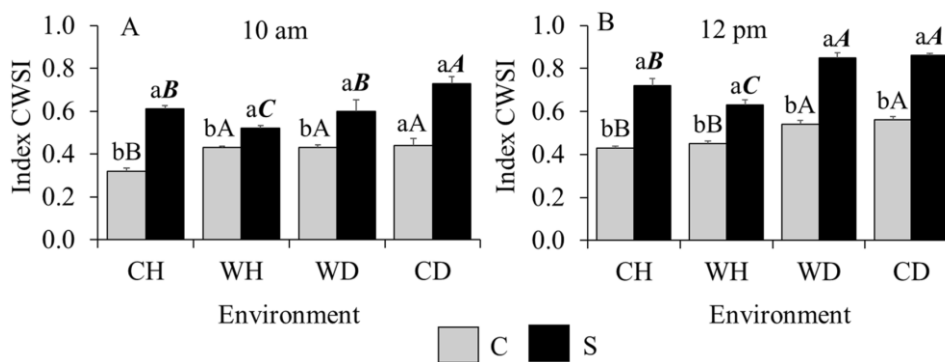 A
10 am
Index CWSI
1.0
0.8
0.6
0.4
0.2
0.0
bB
aB
bA
aC
bA
aB
aA
aA
CH WH WD CD
Environment
B
12 pm
Index CWSI
1.0
0.8
0.6
0.4
0.2
0.0
bB
aB
bB
aC
bA
aA
bA
aA
CH WH WD CD
Environment
C S